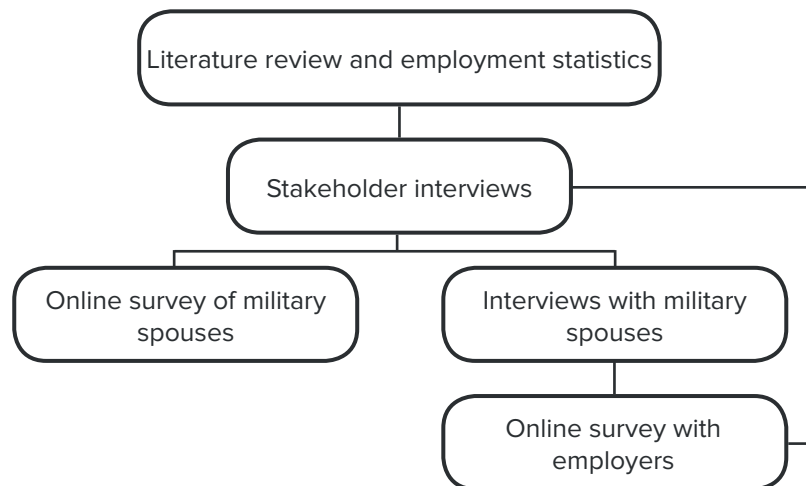 Literature review and employment statistics
Stakeholder interviews
Online survey of military
spouses
Interviews with military
spouses
Online survey with
employers